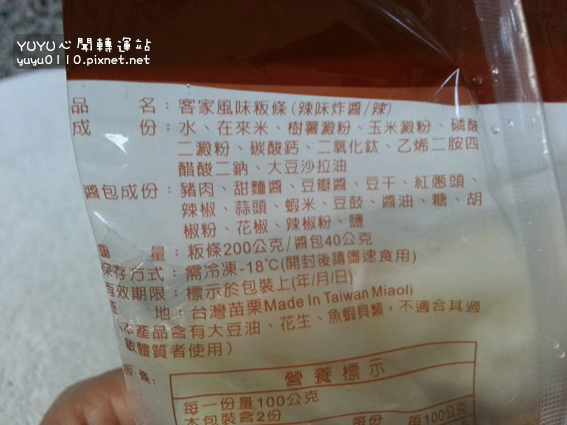 YUYU心聞轉運站
yuyu0110.pixnet.net
品 名：客家風味粄條(辣味炸醬/辣)
成 份：水、在來米、樹薯澱粉、玉米澱粉、磷酸
二澱粉、碳酸鈣、二氧化鈦、乙烯二胺四
醋酸二鈉、大豆沙拉油
醬包成份：豬肉、甜麵醬、豆瓣醬、豆干、紅蔥頭、
辣椒、蒜頭、蝦米、豆鼓、醬油、糖、胡
椒粉、花椒、辣椒粉、鹽
重 量：粄條200公克/醬包40公克
保存方式：需冷凍-18℃(開封後請儘速食用)
有效期限：標示於包裝上(年/月/日)
產 地：台灣苗栗Made In Taiwan Miaoli
(本產品含有大豆油、花生、魚蝦貝類，不適合其過
敏體質者使用)
粄條：
營養標示
每一份量100公克
本包裝含2份
每份 每100公克